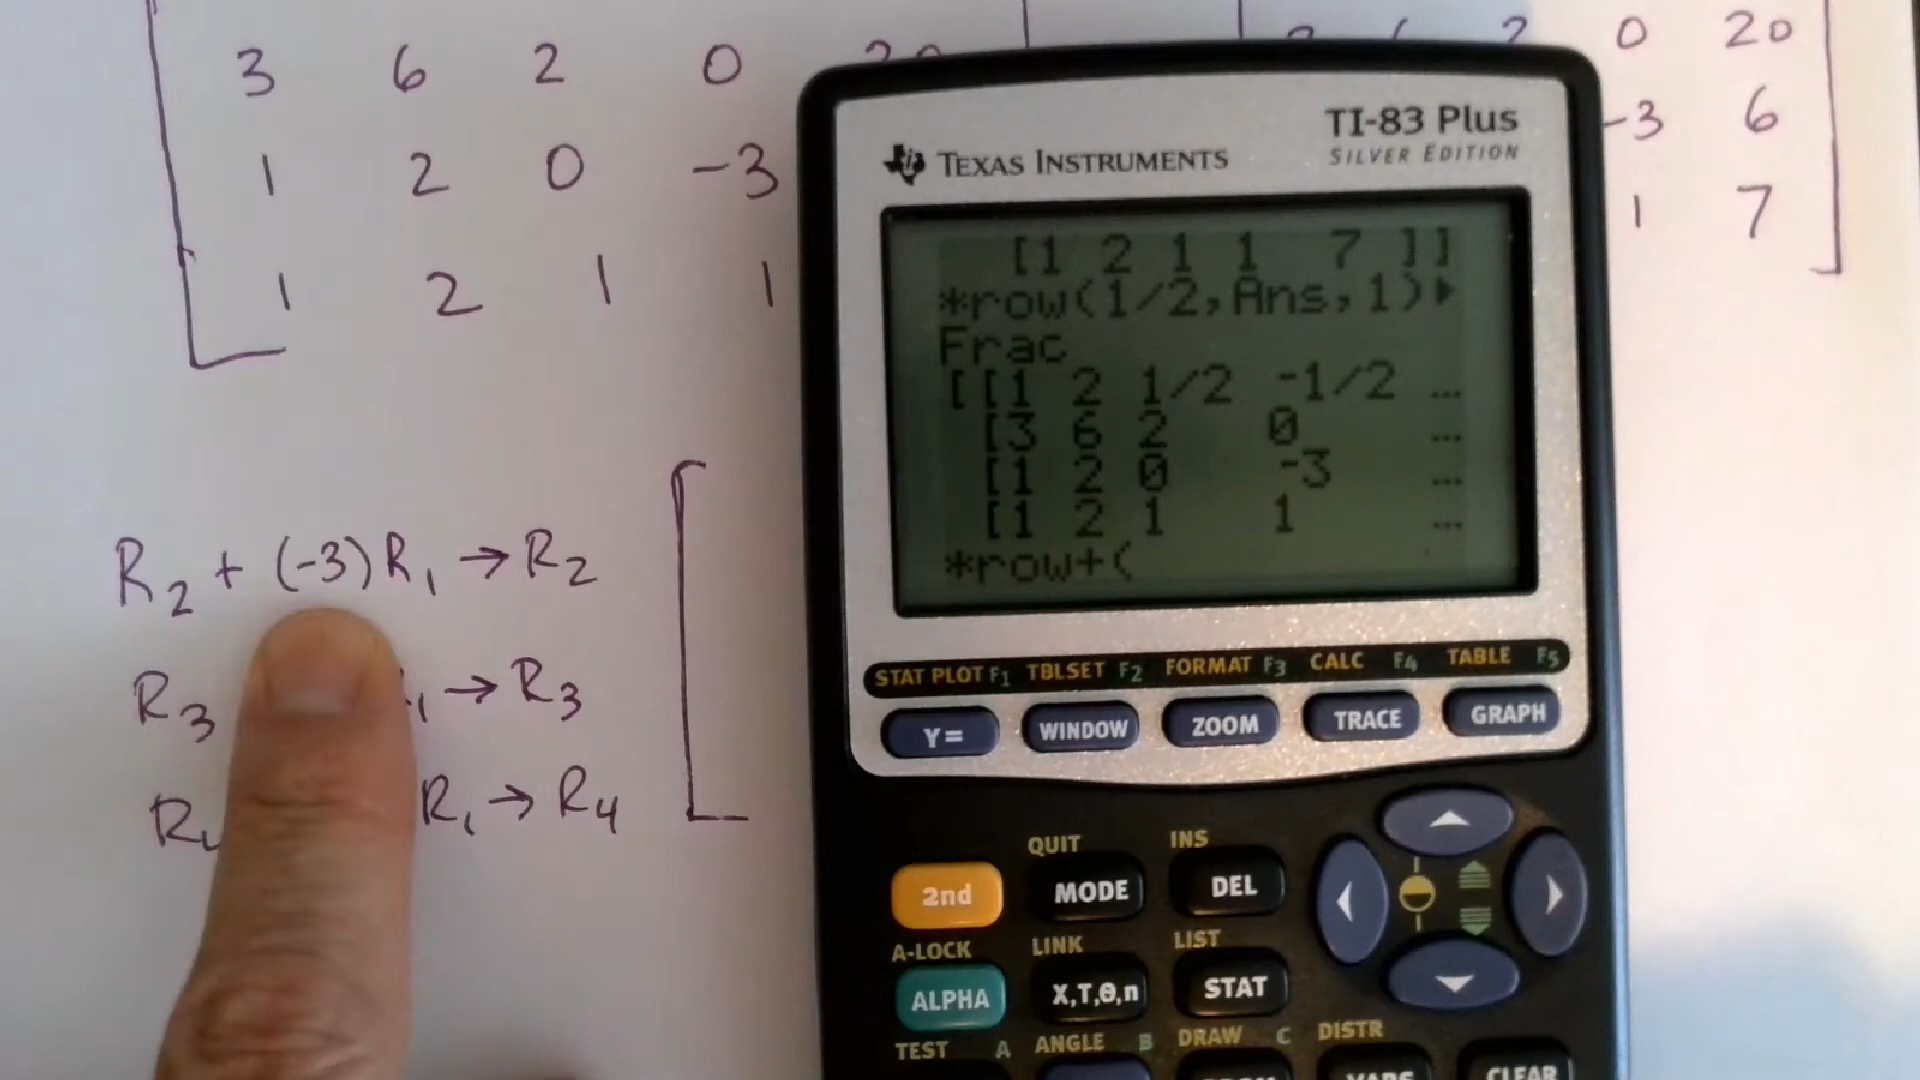 3 6 2 0 20
1 2 0 -3
1 2 1 1
0 20
-3 6
1 7
R2 + (-3)R1 → R2
R3 1 → R3
R1 → R4
TI-83 Plus
SILVER EDITION
TEXAS INSTRUMENTS
[1 2 1 1 7 ]]
*row(1/2,Ans,1)▶
Frac
[[1 2 1/2 -1/2 ...
[3 6 2 0 ...
[1 2 0 -3 ...
[1 2 1 1 ...
*row+(
STAT PLOT F1 TBLSET F2 FORMAT F3 CALC F4 TABLE F5
Y= WINDOW ZOOM TRACE GRAPH
QUIT INS
2nd MODE DEL
A-LOCK LINK LIST
ALPHA X,T,θ,n STAT
TEST A ANGLE B DRAW C DISTR
VARS CLEAR